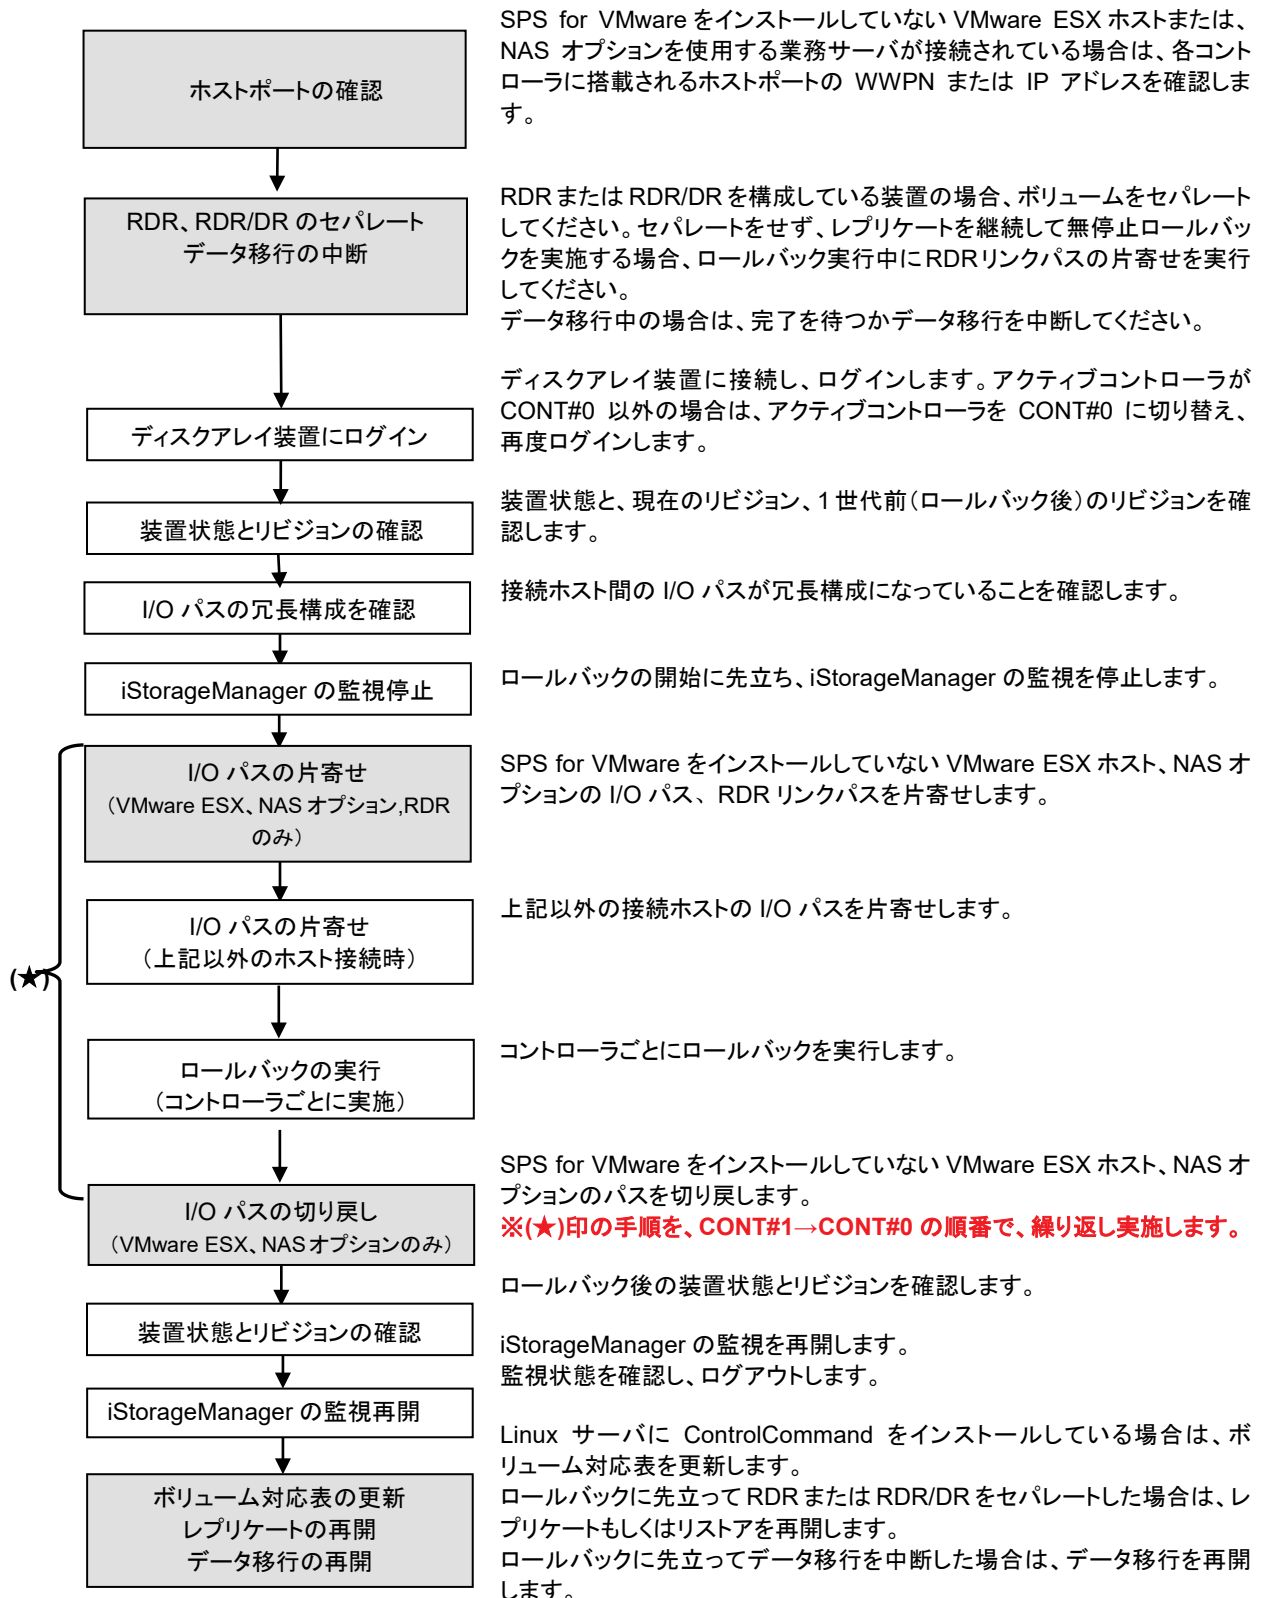 SPS for VMware をインストールしていない VMware ESX ホストまたは、
NAS オプションを使用する業務サーバが接続されている場合は、各コント
ローラに搭載されるホストポートの WWPN または IP アドレスを確認しま
す。
ホストポートの確認
RDR または RDR/DR を構成している装置の場合、ボリュームをセパレート
してください。セパレートをせず、レプリケートを継続して無停止ロールバッ
クを実施する場合、ロールバック実行中にRDRリンクパスの片寄せを実行
してください。
データ移行中の場合は、完了を待つかデータ移行を中断してください。
RDR、RDR/DR のセパレート
データ移行の中断
ディスクアレイ装置に接続し、ログインします。アクティブコントローラが
CONT#0 以外の場合は、アクティブコントローラを CONT#0 に切り替え、
再度ログインします。
ディスクアレイ装置にログイン
装置状態と、現在のリビジョン、1 世代前（ロールバック後）のリビジョンを確
認します。
装置状態とリビジョンの確認
接続ホスト間の I/O パスが冗長構成になっていることを確認します。
I/O パスの冗長構成を確認
ロールバックの開始に先立ち、iStorageManager の監視を停止します。
iStorageManager の監視停止
SPS for VMware をインストールしていない VMware ESX ホスト、NAS オ
プションの I/O パス、RDR リンクパスを片寄せします。
I/O パスの片寄せ
（VMware ESX、NAS オプション,RDR
のみ）
上記以外の接続ホストの I/O パスを片寄せします。
I/O パスの片寄せ
（上記以外のホスト接続時）
(★)
コントローラごとにロールバックを実行します。
ロールバックの実行
（コントローラごとに実施）
SPS for VMware をインストールしていない VMware ESX ホスト、NAS オ
プションのパスを切り戻します。
※(★)印の手順を、CONT#1→CONT#0 の順番で、繰り返し実施します。
I/O パスの切り戻し
（VMware ESX、NAS オプションのみ）
ロールバック後の装置状態とリビジョンを確認します。
装置状態とリビジョンの確認
iStorageManager の監視を再開します。
監視状態を確認し、ログアウトします。
iStorageManager の監視再開
Linux サーバに ControlCommand をインストールしている場合は、ボ
リューム対応表を更新します。
ロールバックに先立って RDR または RDR/DR をセパレートした場合は、レ
プリケートもしくはリストアを再開します。
ロールバックに先立ってデータ移行を中断した場合は、データ移行を再開
します。
ボリューム対応表の更新
レプリケートの再開
データ移行の再開